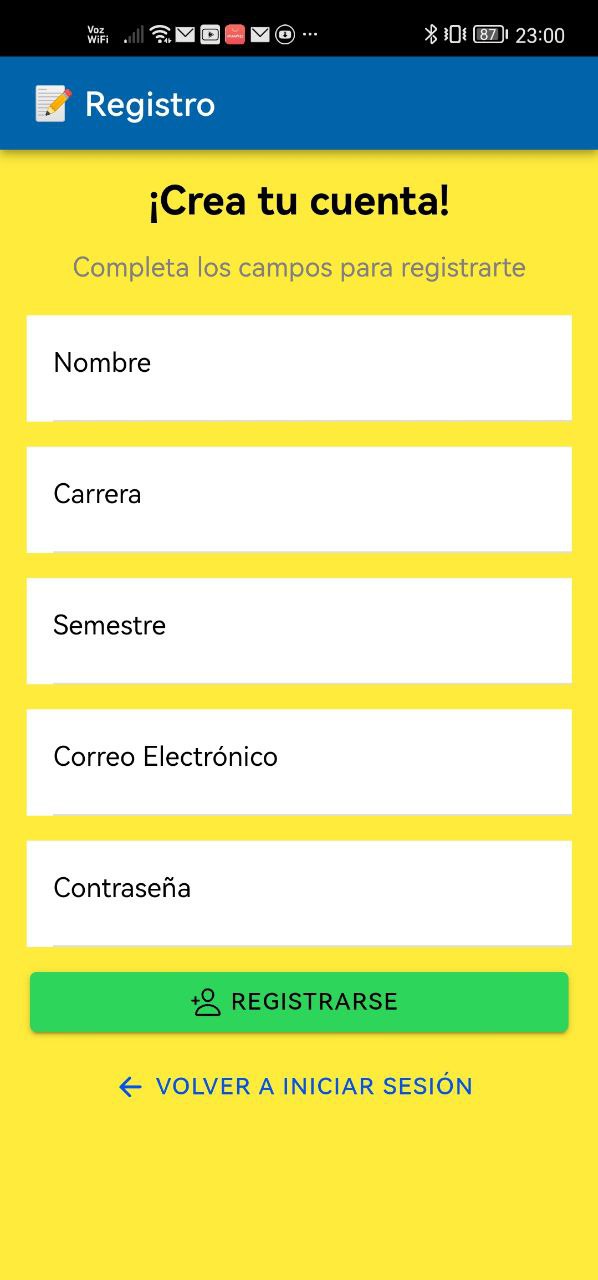 Voz
WiFi
87
23:00
Registro
¡Crea tu cuenta!
Completa los campos para registrarte
Nombre
Carrera
Semestre
Correo Electrónico
Contraseña
REGISTRARSE
VOLVER A INICIAR SESIÓN